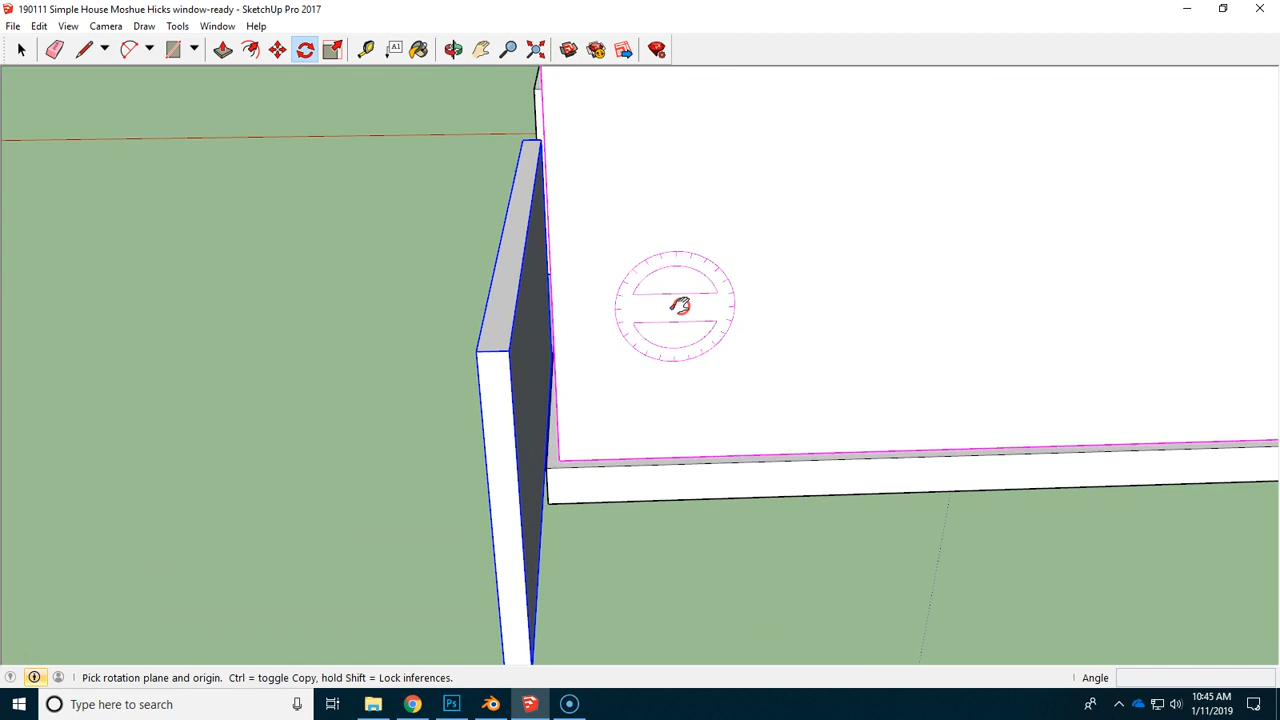 190111 Simple House Moshue Hicks window-ready - SketchUp Pro 2017
File Edit View Camera Draw Tools Window Help
A1
Pick rotation plane and origin. Ctrl = toggle Copy, hold Shift = Lock inferences.
Angle
Type here to search
Ps
10:45 AM
1/11/2019